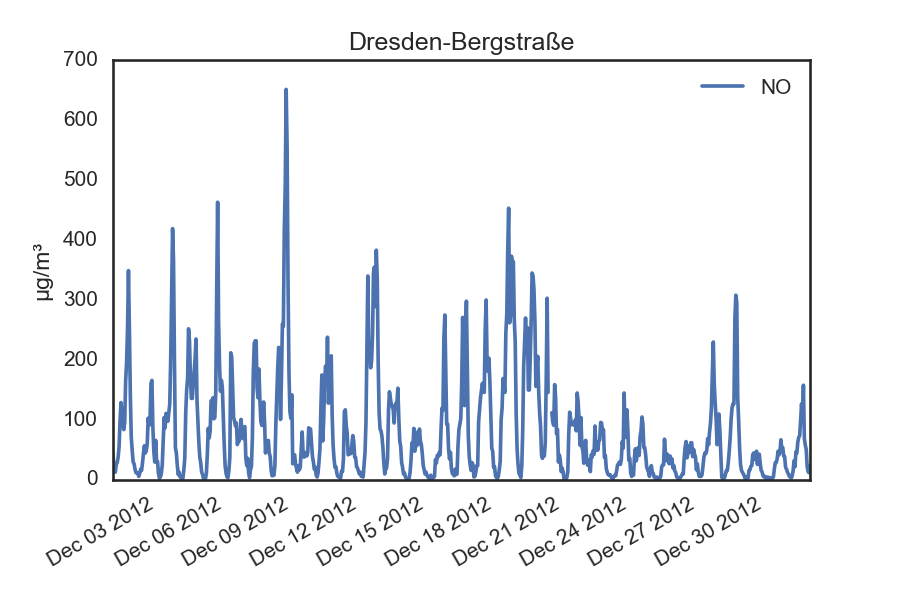 Dresden-Bergstraße
700
600
500
400
300
200
100
0
µg/m³
NO
Dec 03 2012
Dec 06 2012
Dec 09 2012
Dec 12 2012
Dec 15 2012
Dec 18 2012
Dec 21 2012
Dec 24 2012
Dec 27 2012
Dec 30 2012